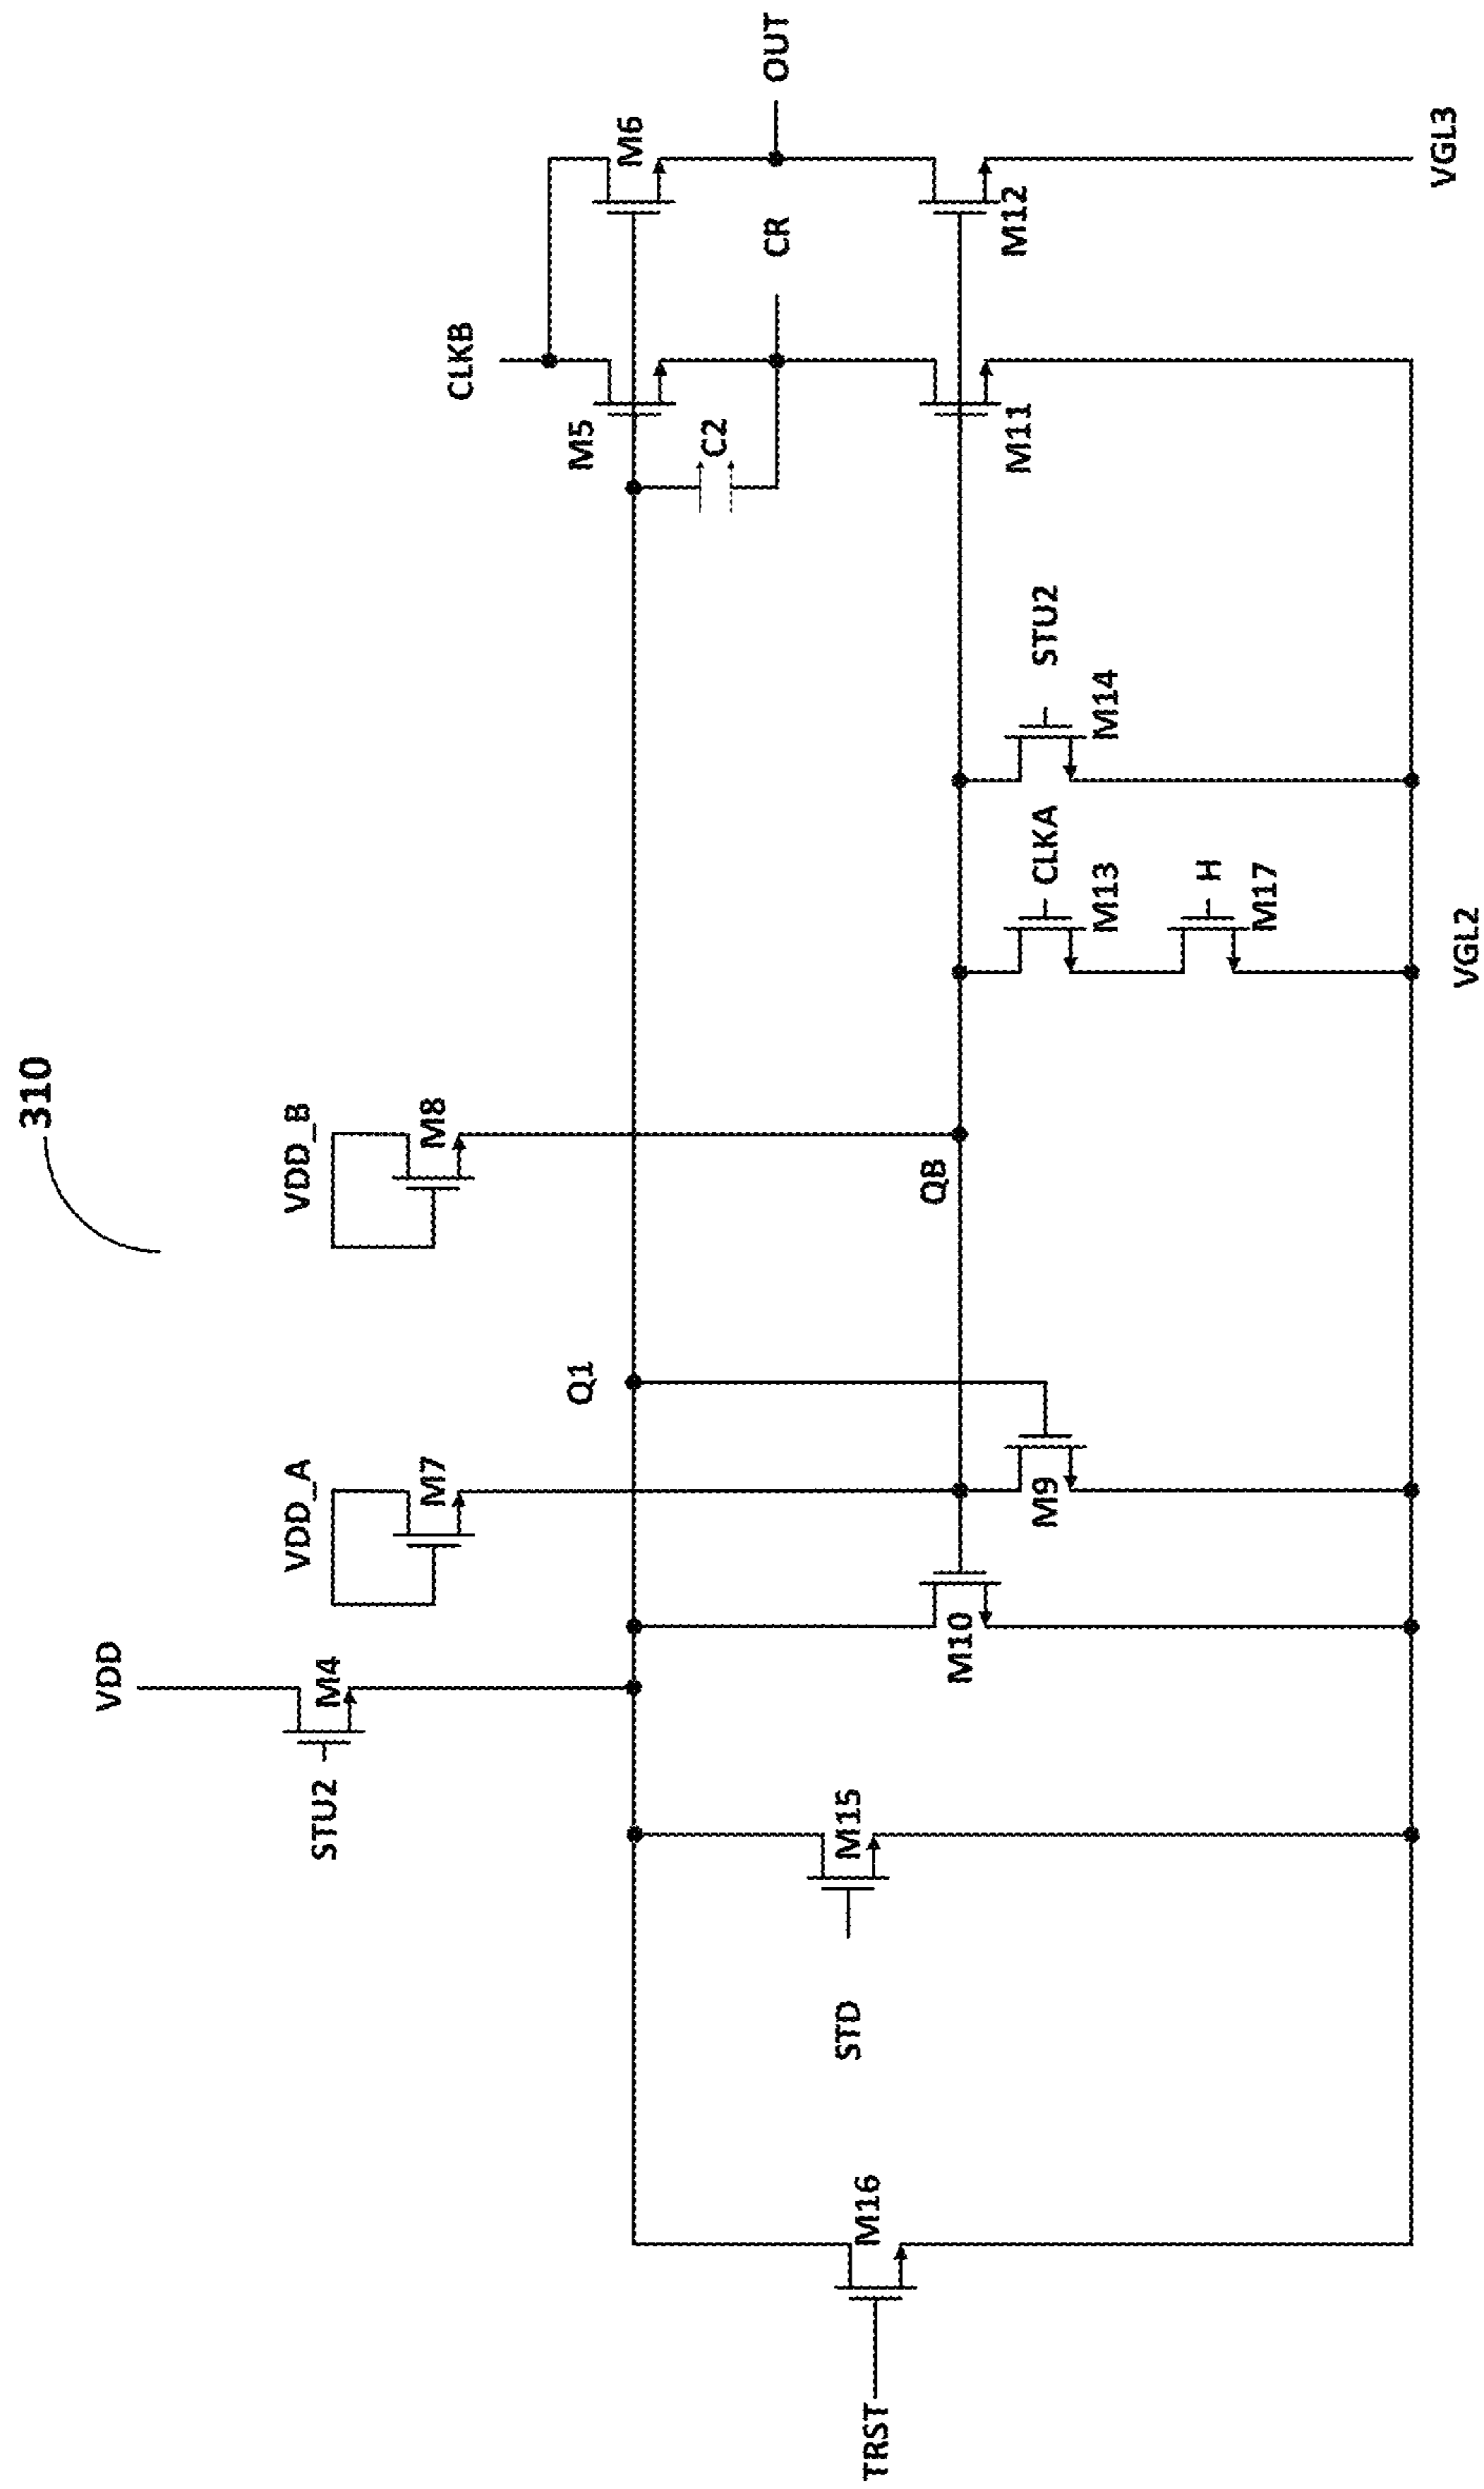 310
VDD
VDD_A
VDD_B
STU2
M4
M7
M8
CLKB
Q1
M5
M6
C2
CR
OUT
TRST
M16
STD
M15
M10
QB
M9
M11
M12
CLKA
M13
STU2
M14
H
M17
VGL2
VGL3